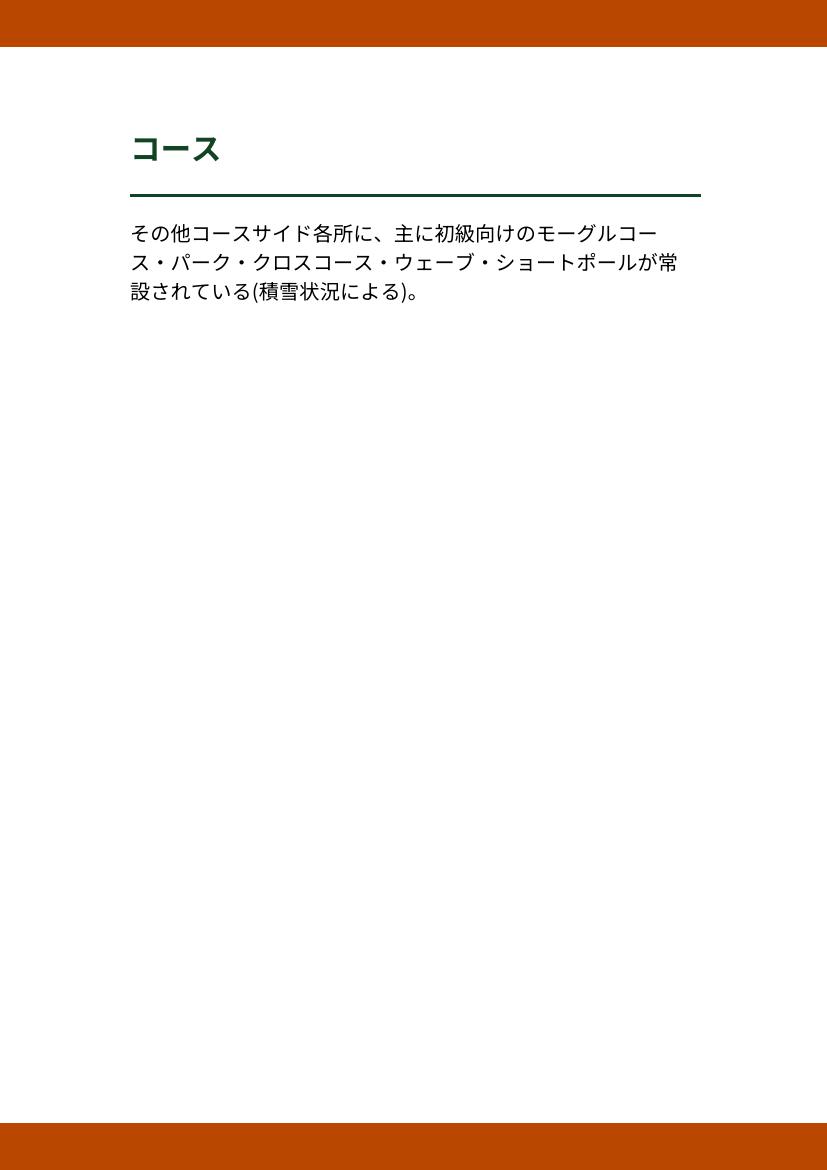 コース
その他コースサイド各所に、主に初級向けのモーグルコー
ス・パーク・クロスコース・ウェーブ・ショートポールが常
設されている(積雪状況による)。